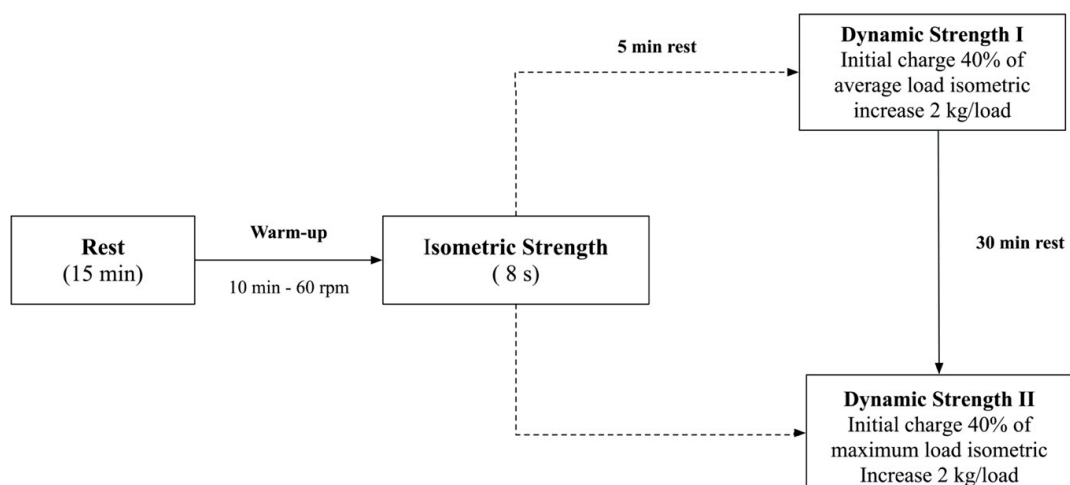 5 min rest
Dynamic Strength I
Initial charge 40% of
average load isometric
increase 2 kg/load
Rest
(15 min)
Warm-up
10 min - 60 rpm
Isometric Strength
( 8 s)
30 min rest
Dynamic Strength II
Initial charge 40% of
maximum load isometric
Increase 2 kg/load